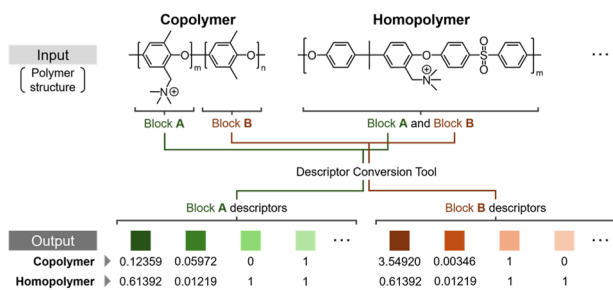 Copolymer
Homopolymer
Input
Polymer
structure
O
m
O
n
N
⊕
O
O
O
S
O
m
N
⊕
...
Block A
Block B
Block A and Block B
Descriptor Conversion Tool
Block A descriptors
Block B descriptors
Output
...
...
Copolymer 0.12359 0.05972 0 1 3.54920 0.00346 1 0
Homopolymer 0.61392 0.01219 1 1 0.61392 0.01219 1 1